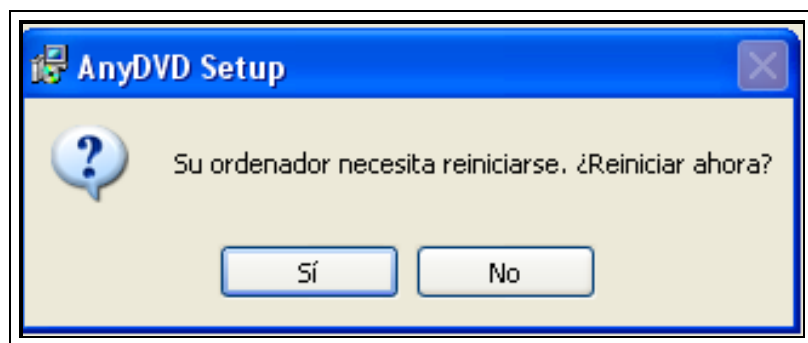 AnyDVD Setup
Su ordenador necesita reiniciarse. ¿Reiniciar ahora?
Sí No